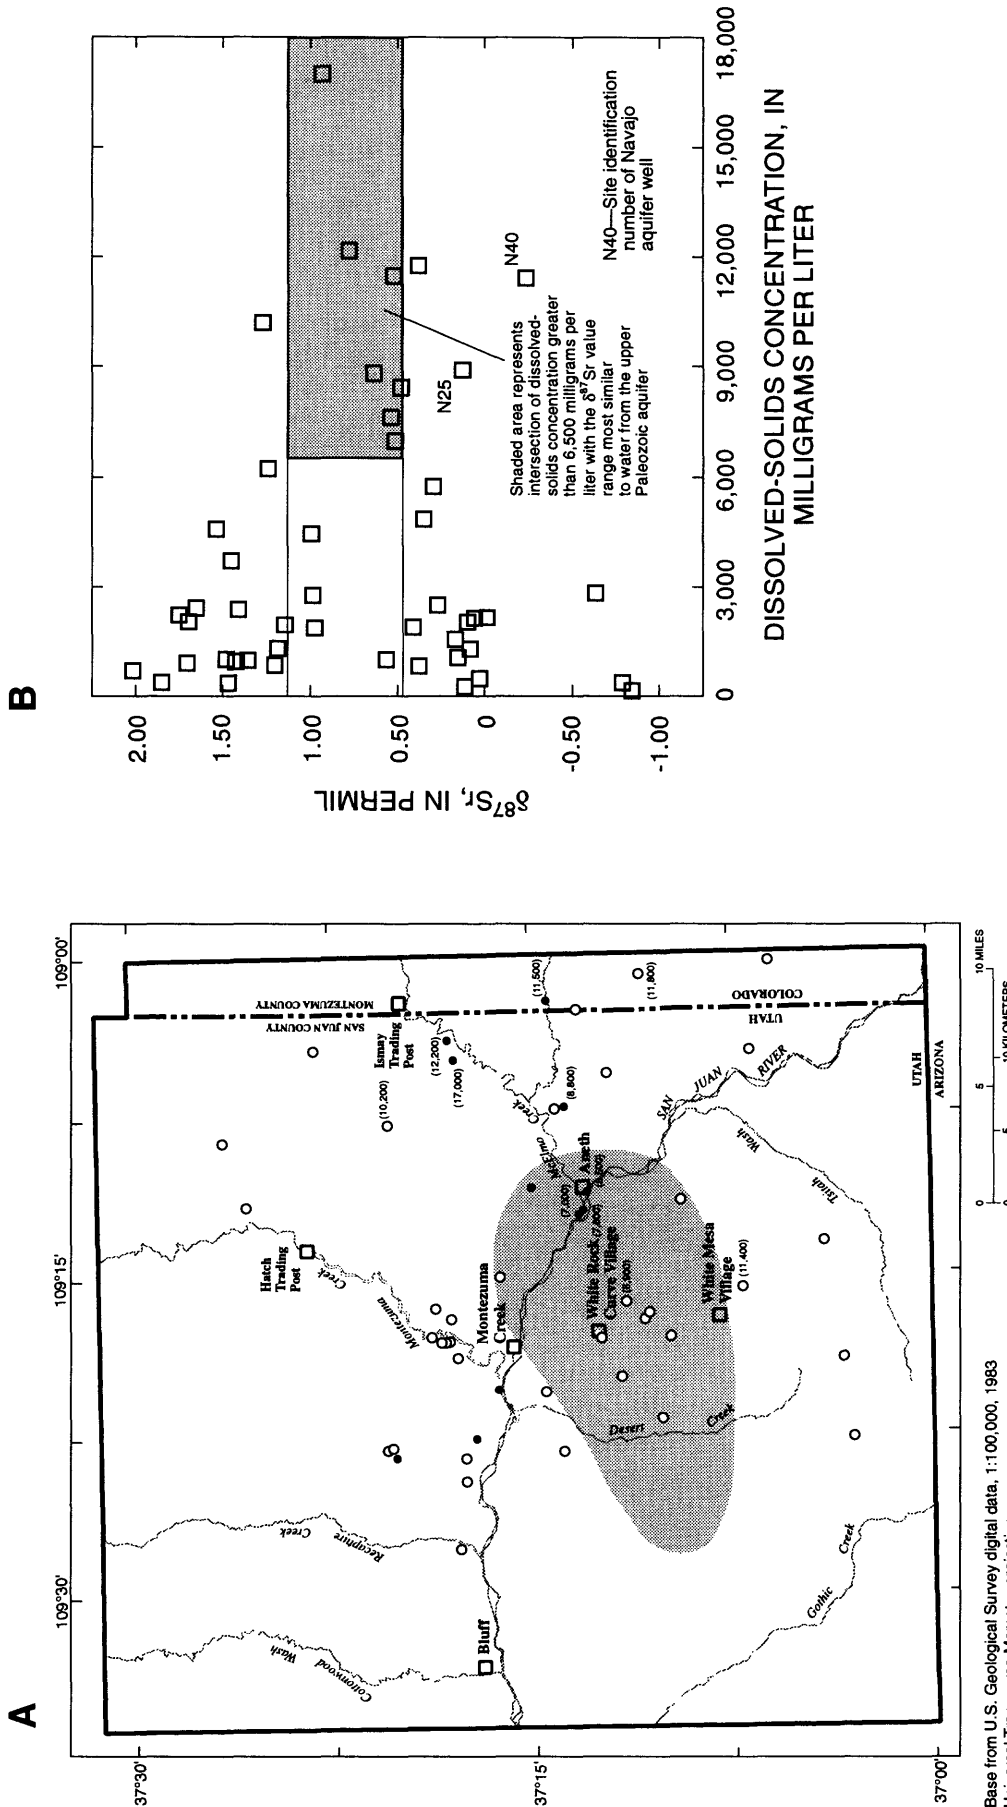 A
109°30'
109°15'
109°00'
37°30'
37°15'
37°00'
Cottonwood
Wash
Recapture
Creek
Bluff
Hatch
Trading
Post
Montezuma
Creek
Montezuma
Creek
SAN JUAN COUNTY
MONTEZUMA COUNTY
Ismay
Trading
Post
(10,200)
(12,200)
(17,000)
(11,500)
(8,800)
(11,800)
McElmo
Creek
Aneth
(7,000)
White Rock
Curve Village
White Mesa
Village
(11,400)
Desert
Creek
Gothic
Creek
SAN JUAN RIVER
Tsitah
Wash
UTAH
COLORADO
UTAH
ARIZONA
0 5 10 MILES
0 5 10 KILOMETERS
Base from U.S. Geological Survey digital data, 1:100,000, 1983
B
δ87Sr, IN PERMIL
2.00
1.50
1.00
0.50
0
-0.50
-1.00
N25
N40
Shaded area represents
intersection of dissolved-
solids concentration greater
than 6,500 milligrams per
liter with the δ87Sr value
range most similar
to water from the upper
Paleozoic aquifer
N40—Site identification
number of Navajo
aquifer well
0 3,000 6,000 9,000 12,000 15,000 18,000
DISSOLVED-SOLIDS CONCENTRATION, IN
MILLIGRAMS PER LITER